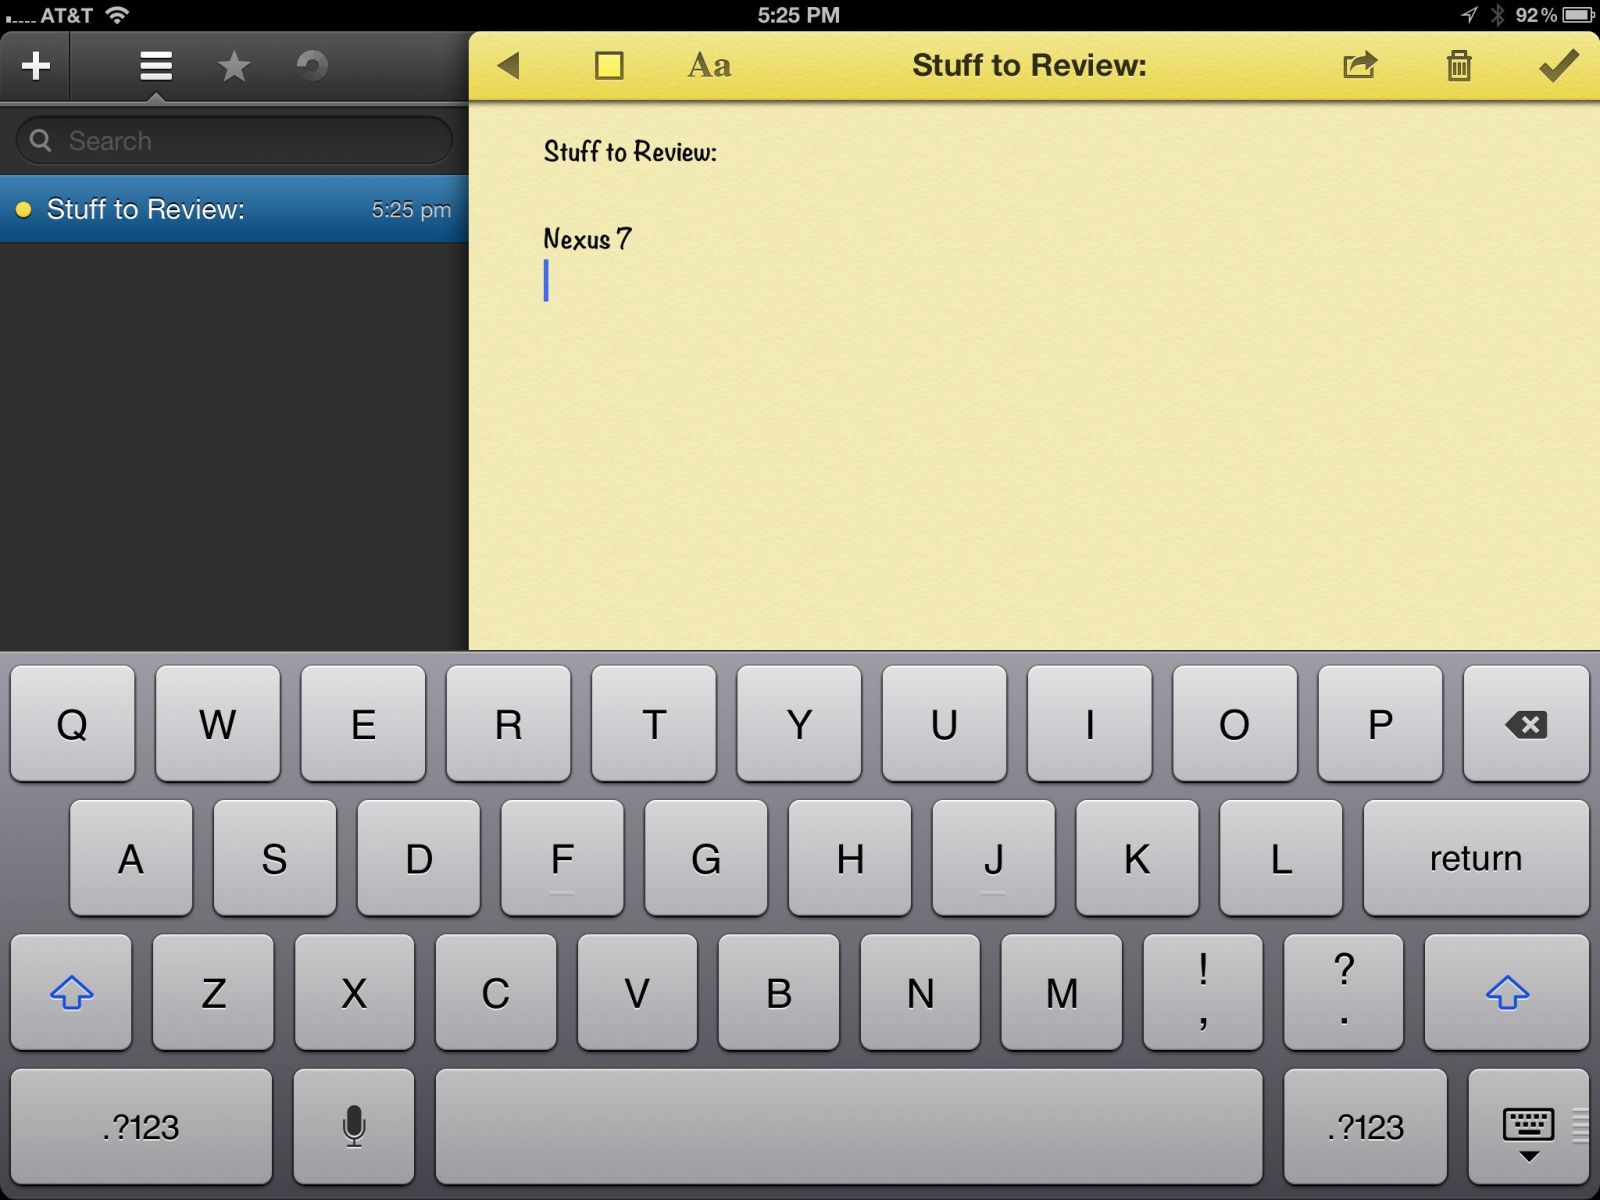 AT&T 5:25 PM 92%
Aa Stuff to Review:
Search
Stuff to Review: 5:25 pm
Stuff to Review:
Nexus 7
Q W E R T Y U I O P
A S D F G H J K L return
Z X C V B N M ! , ? .
.?123 .?123